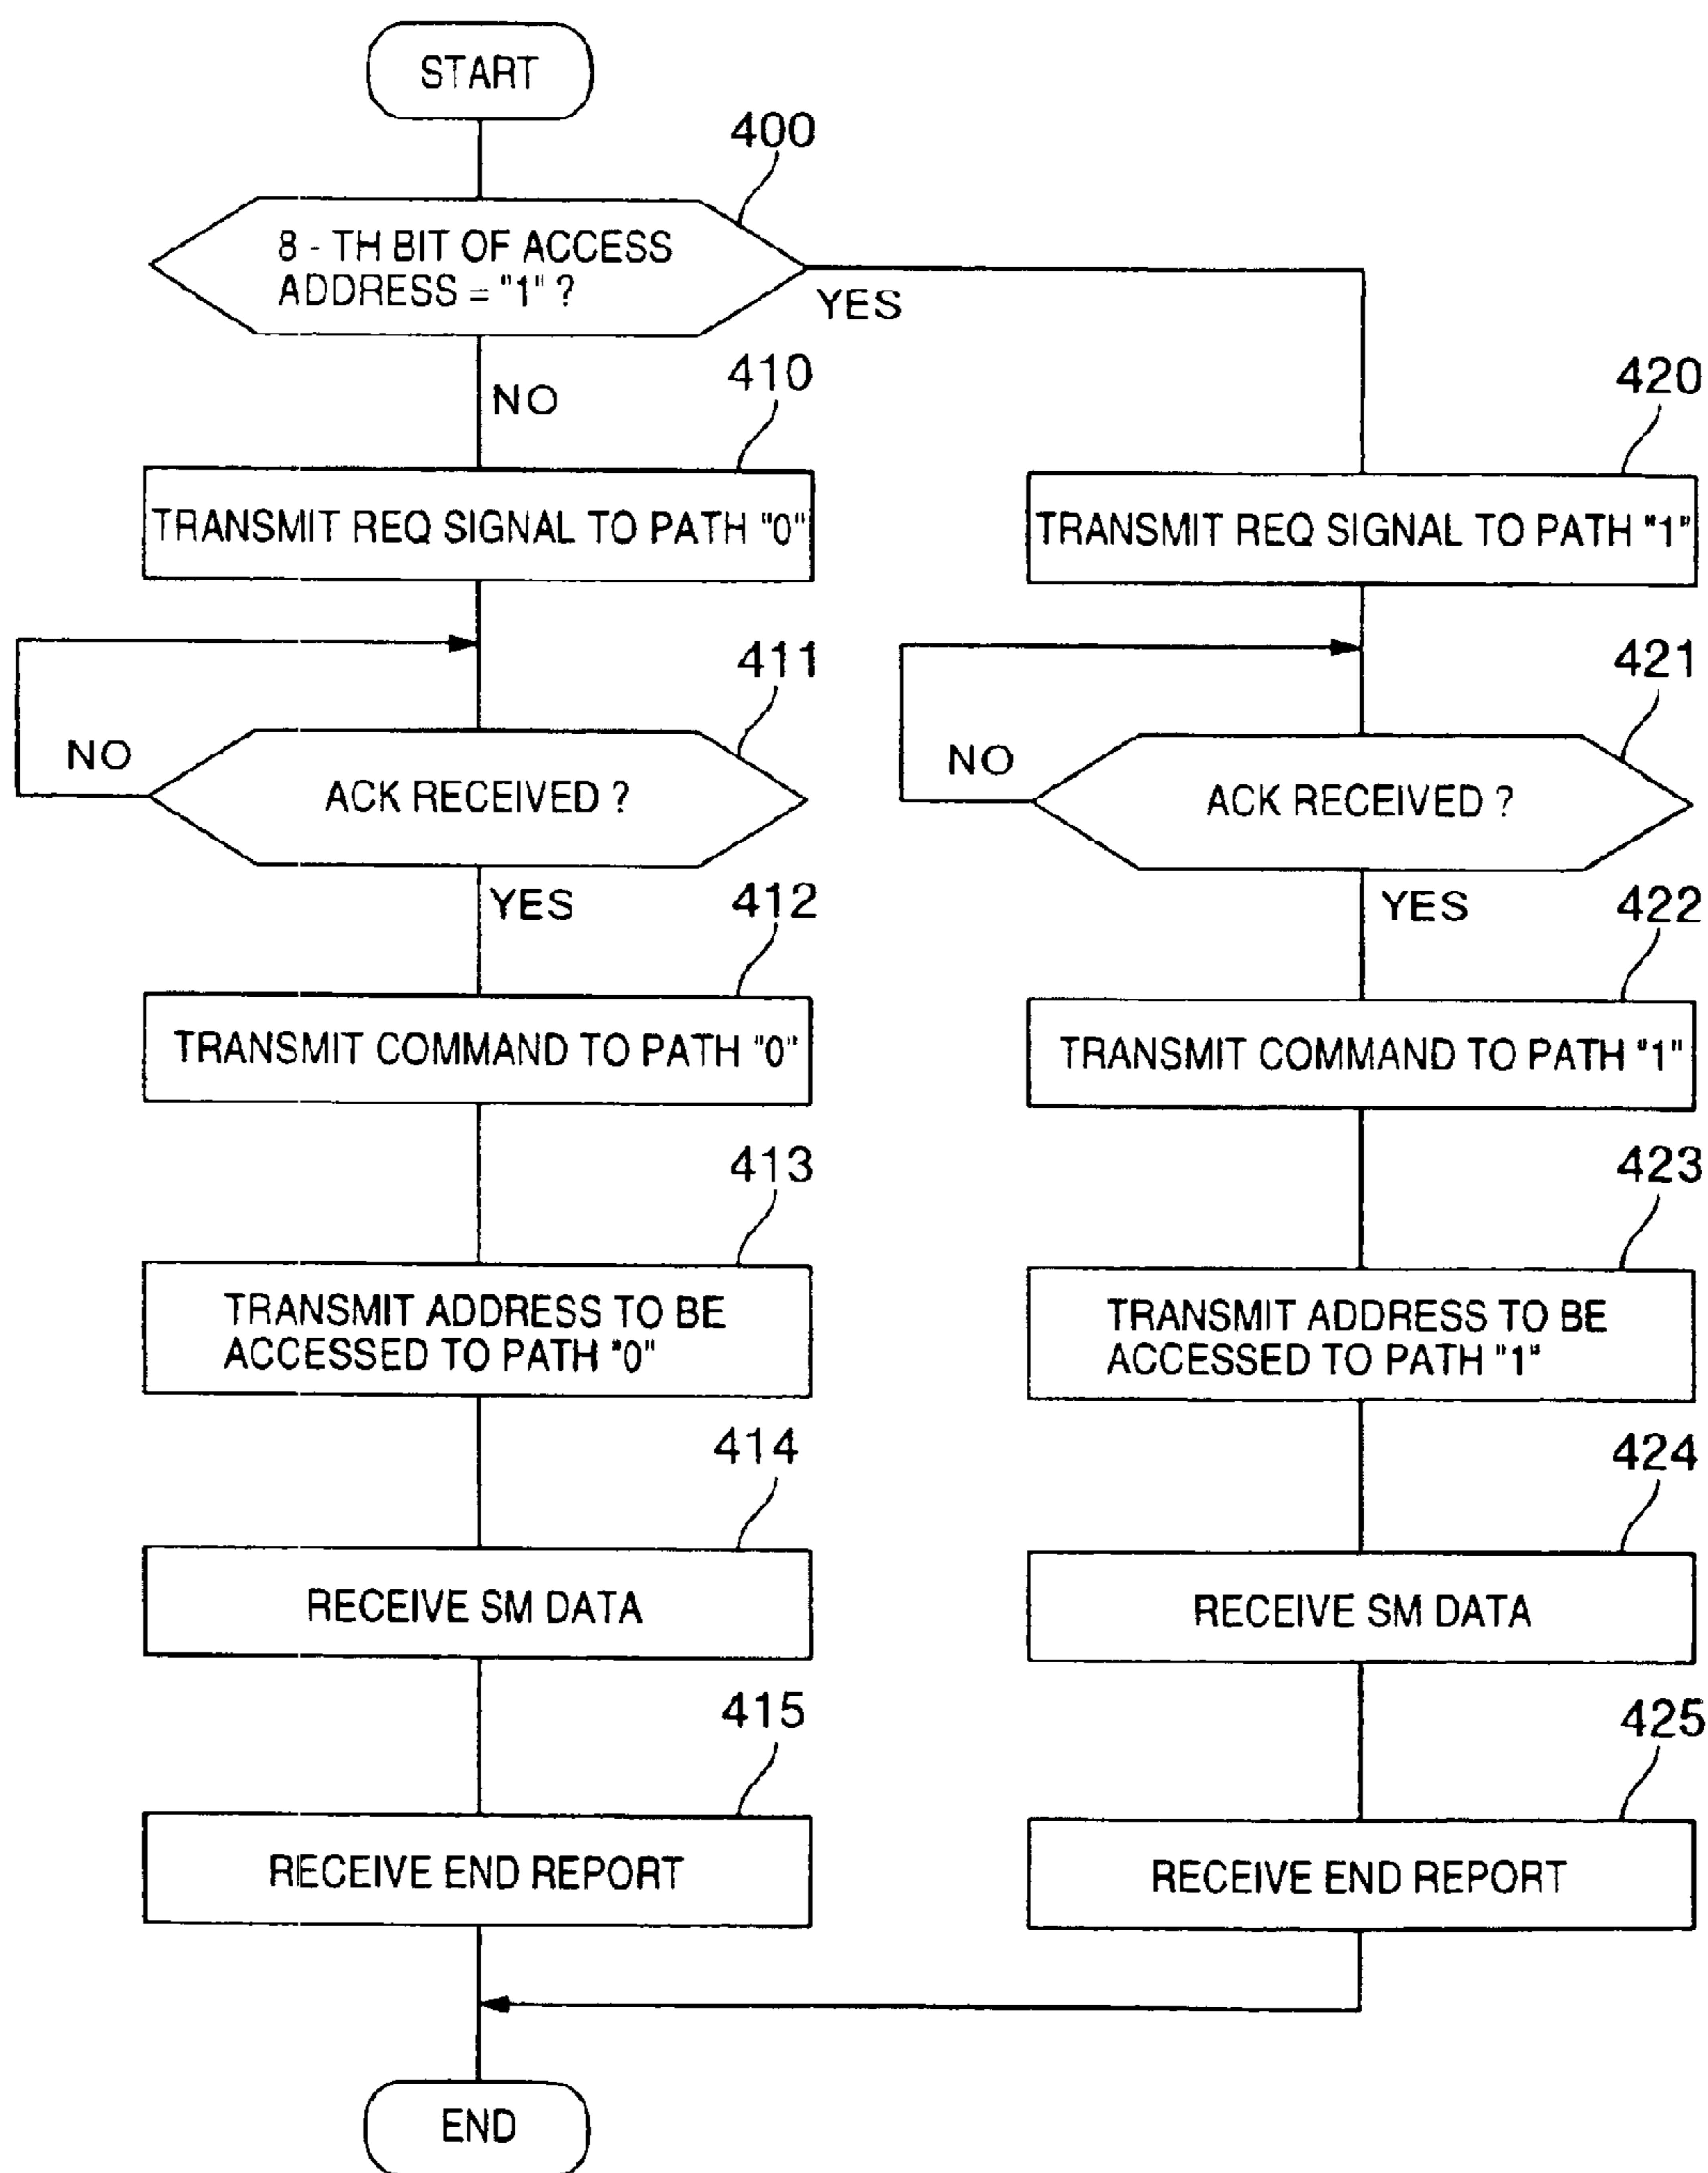 START
400
8 - TH BIT OF ACCESS
ADDRESS = "1" ?
YES
NO
410
420
TRANSMIT REQ SIGNAL TO PATH "0"
TRANSMIT REQ SIGNAL TO PATH "1"
411
421
NO
ACK RECEIVED ?
NO
ACK RECEIVED ?
YES
412
YES
422
TRANSMIT COMMAND TO PATH "0"
TRANSMIT COMMAND TO PATH "1"
413
423
TRANSMIT ADDRESS TO BE
ACCESSED TO PATH "0"
TRANSMIT ADDRESS TO BE
ACCESSED TO PATH "1"
414
424
RECEIVE SM DATA
RECEIVE SM DATA
415
425
RECEIVE END REPORT
RECEIVE END REPORT
END